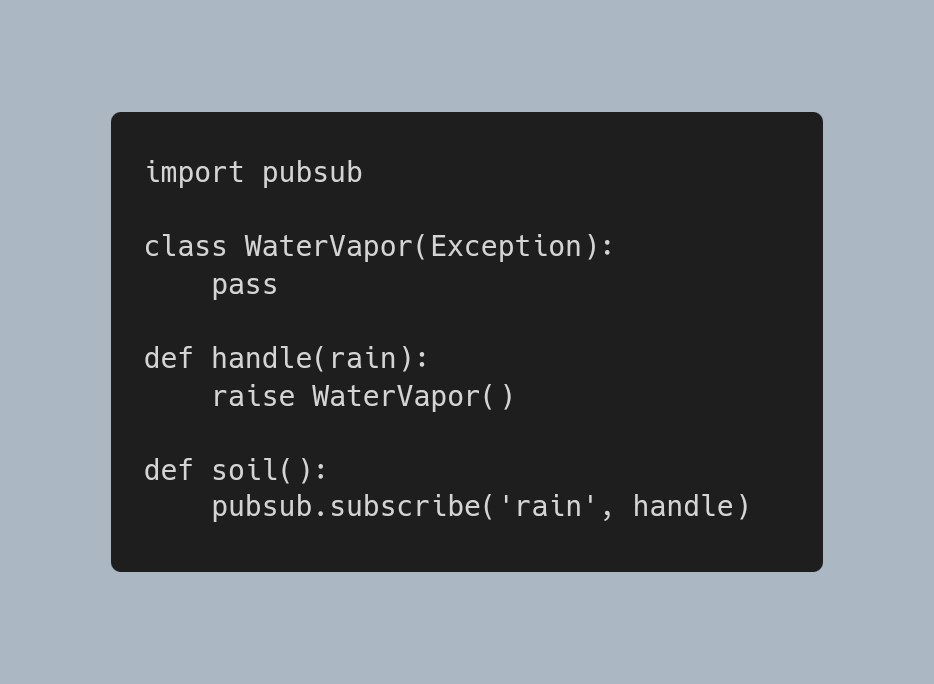 import pubsub
class WaterVapor(Exception):
    pass
def handle(rain):
    raise WaterVapor()
def soil():
    pubsub.subscribe('rain', handle)